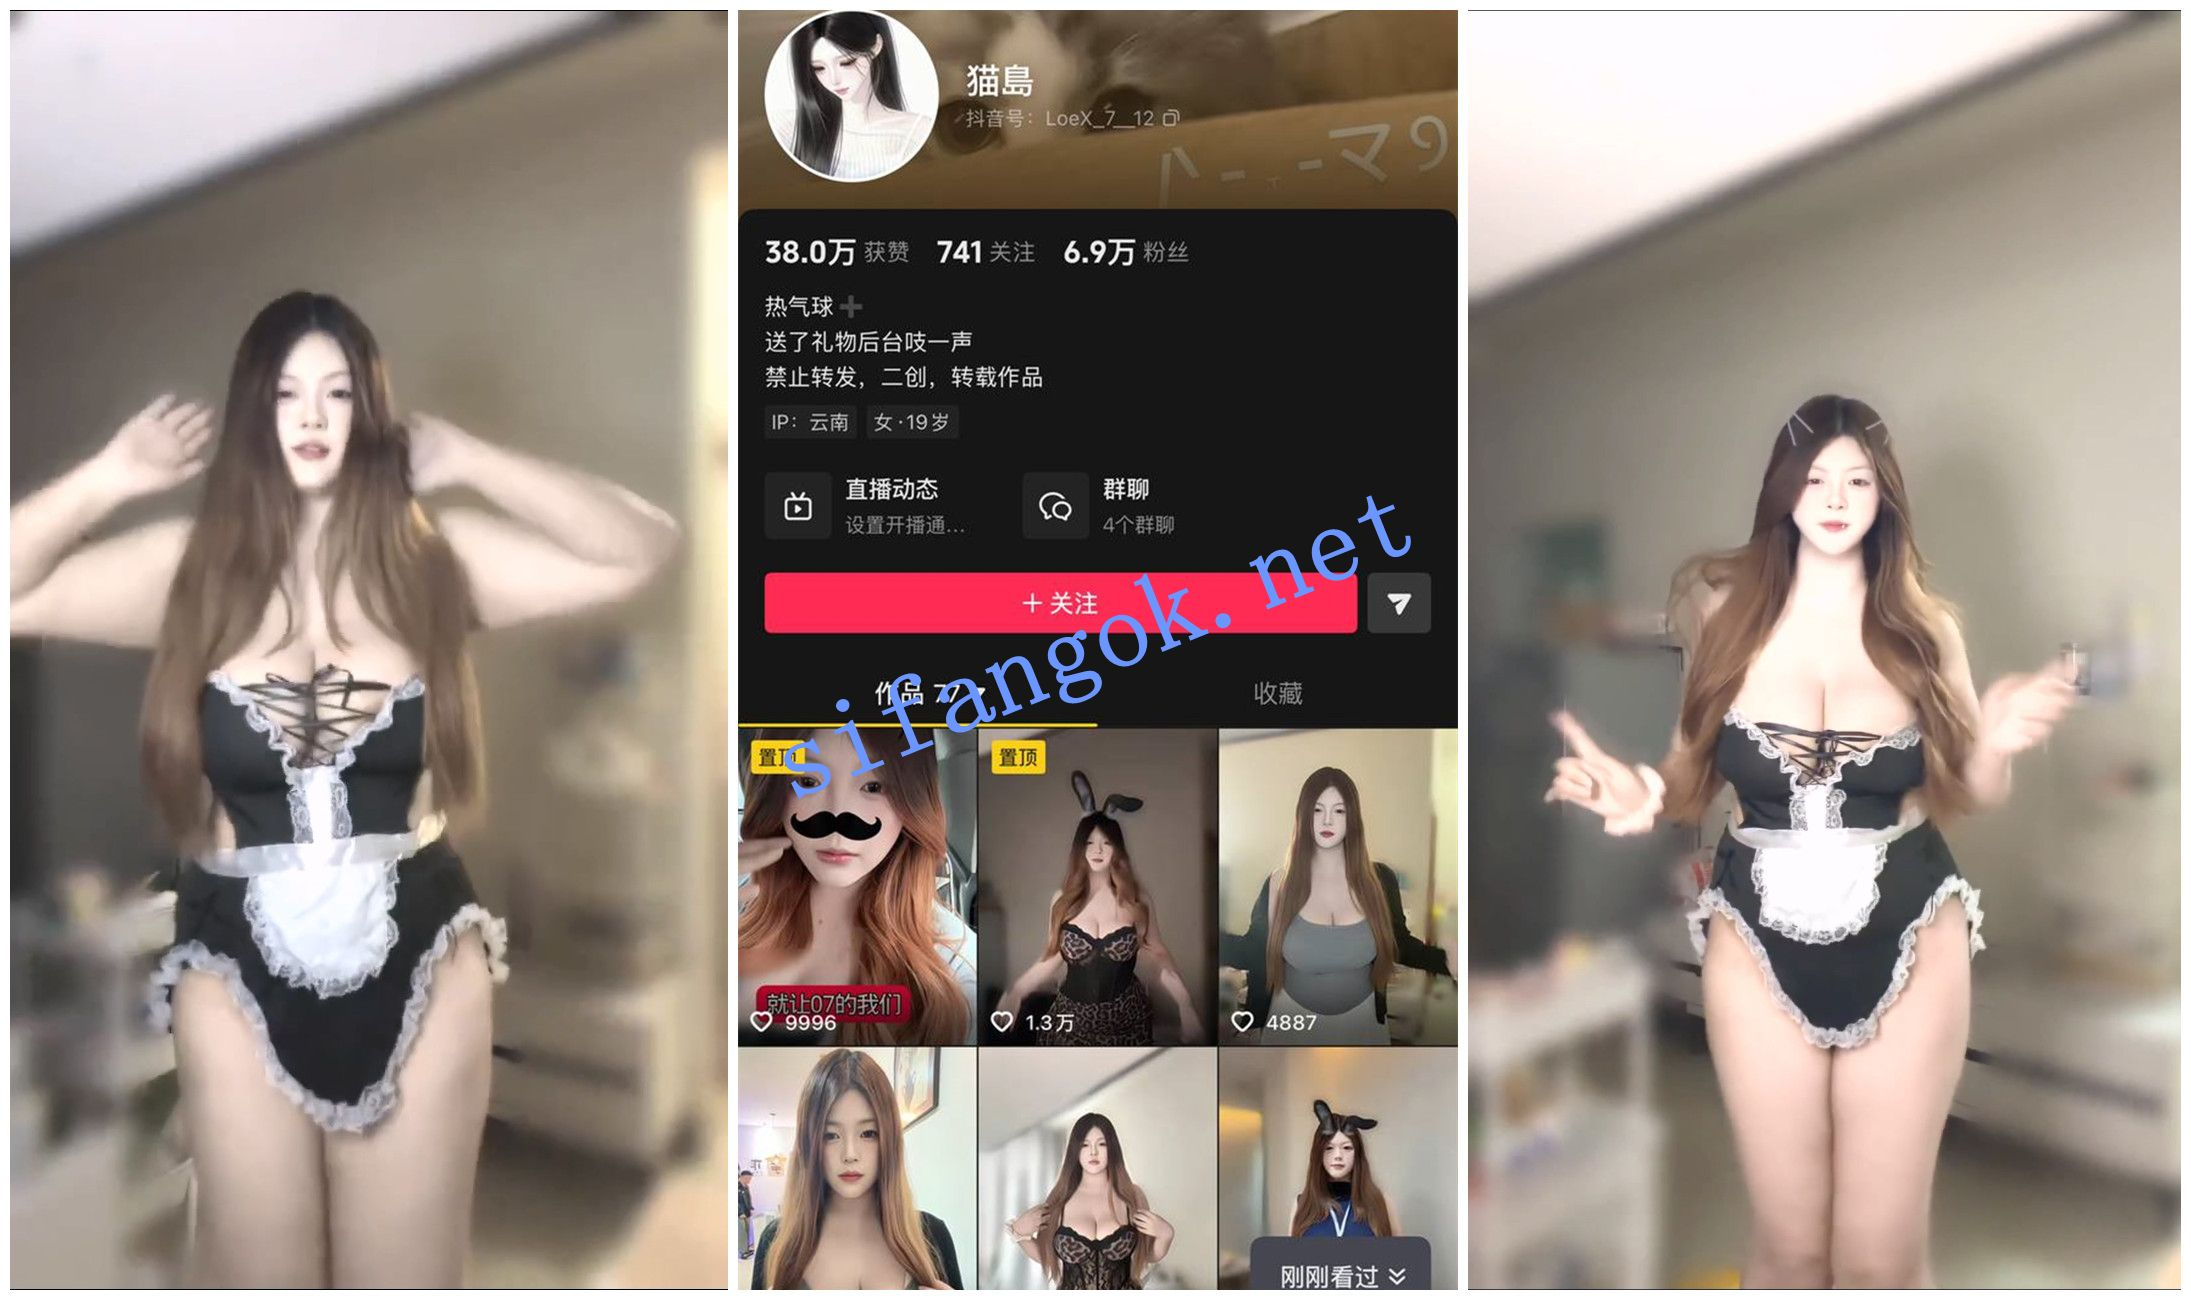 猫島
抖音号：LoeX_7__12
38.0万 获赞 741 关注 6.9万 粉丝
热气球➕
送了礼物后台吱一声
禁止转发，二创，转载作品
IP：云南 女·19岁
直播动态
设置开播通...
群聊
4个群聊
＋关注
作品 77
收藏
sifangok.net
置顶
置顶
就让07的我们
9996
1.3万
4887
刚刚看过